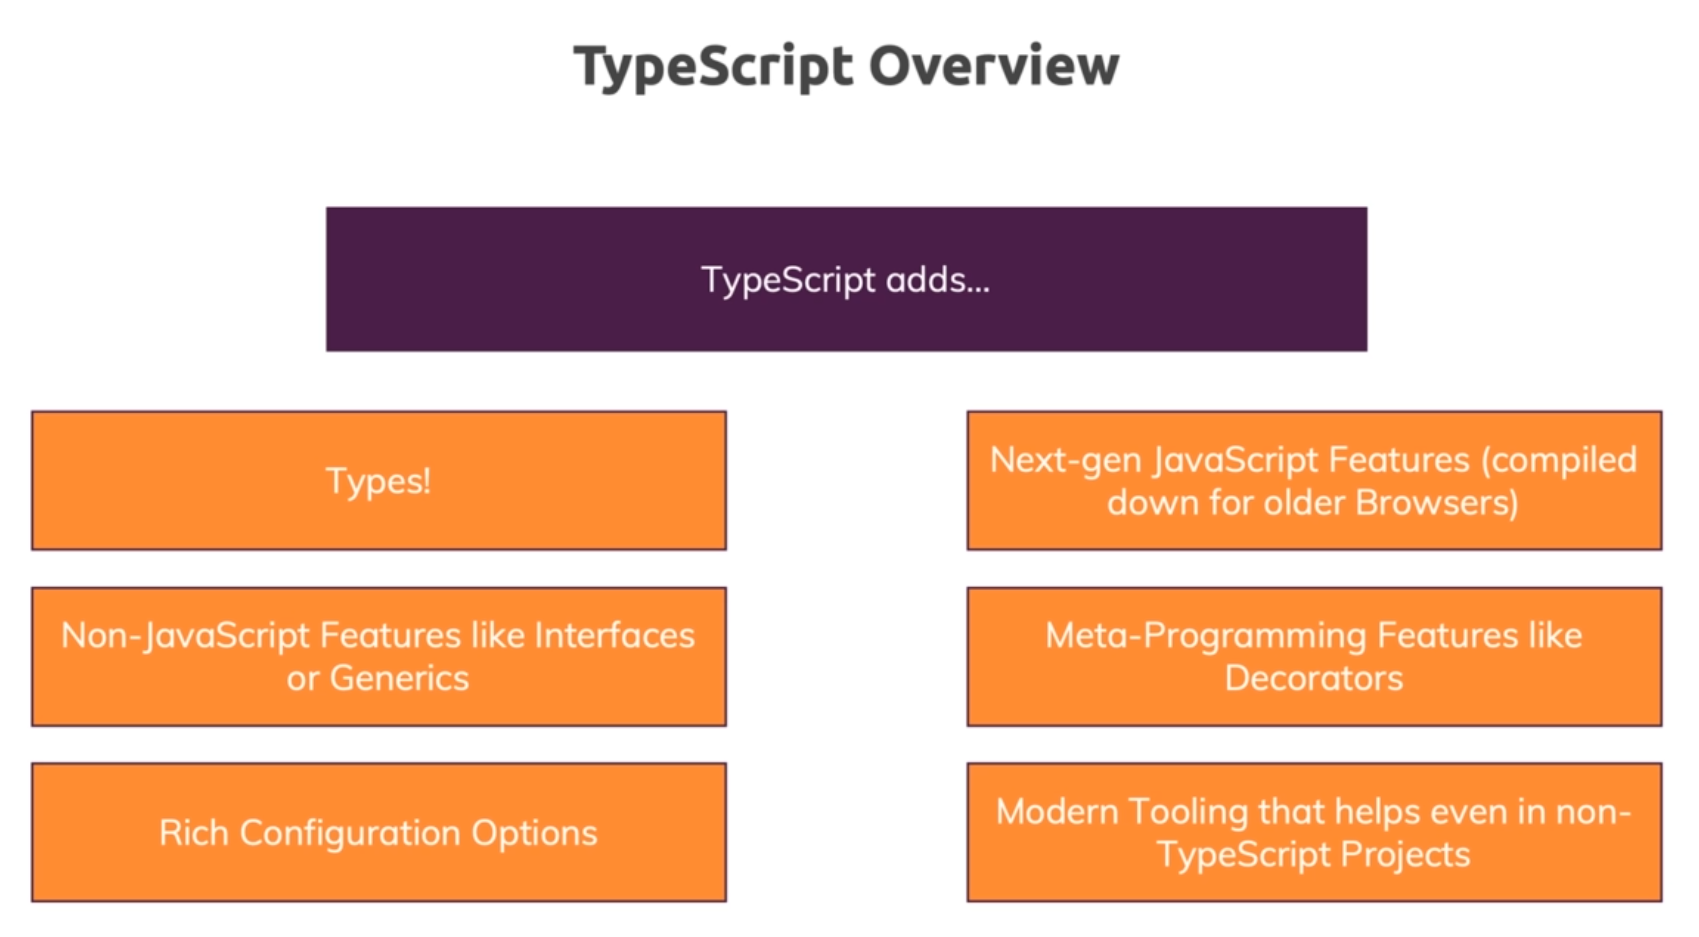 TypeScript Overview
TypeScript adds...
Types!
Next-gen JavaScript Features (compiled
down for older Browsers)
Non-JavaScript Features like Interfaces
or Generics
Meta-Programming Features like
Decorators
Rich Configuration Options
Modern Tooling that helps even in non-
TypeScript Projects